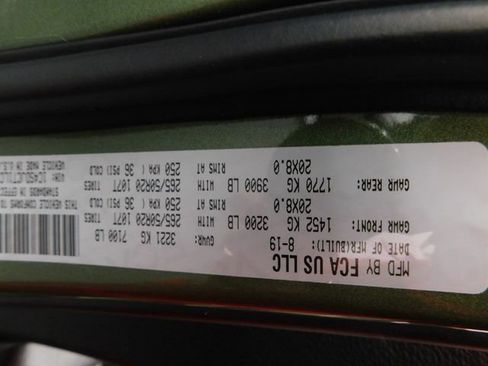 MFD BY FCA US LLC
DATE OF MFR(BUILT): 8-19 GVWR: 3221 KG 7100 LB
GAWR FRONT: 1452 KG 3200 LB WITH 265/50R20 107T TIRES
20X8.0 RIMS AT 250 KPA( 36 PSI) COLD
GAWR REAR: 1770 KG 3900 LB WITH 265/50R20 107T TIRES
20X8.0 RIMS AT 250 KPA( 36 PSI) COLD
THIS VEHICLE CONFORMS TO
STANDARDS IN EFFECT
VIN:
VEHICLE MADE IN U.S.